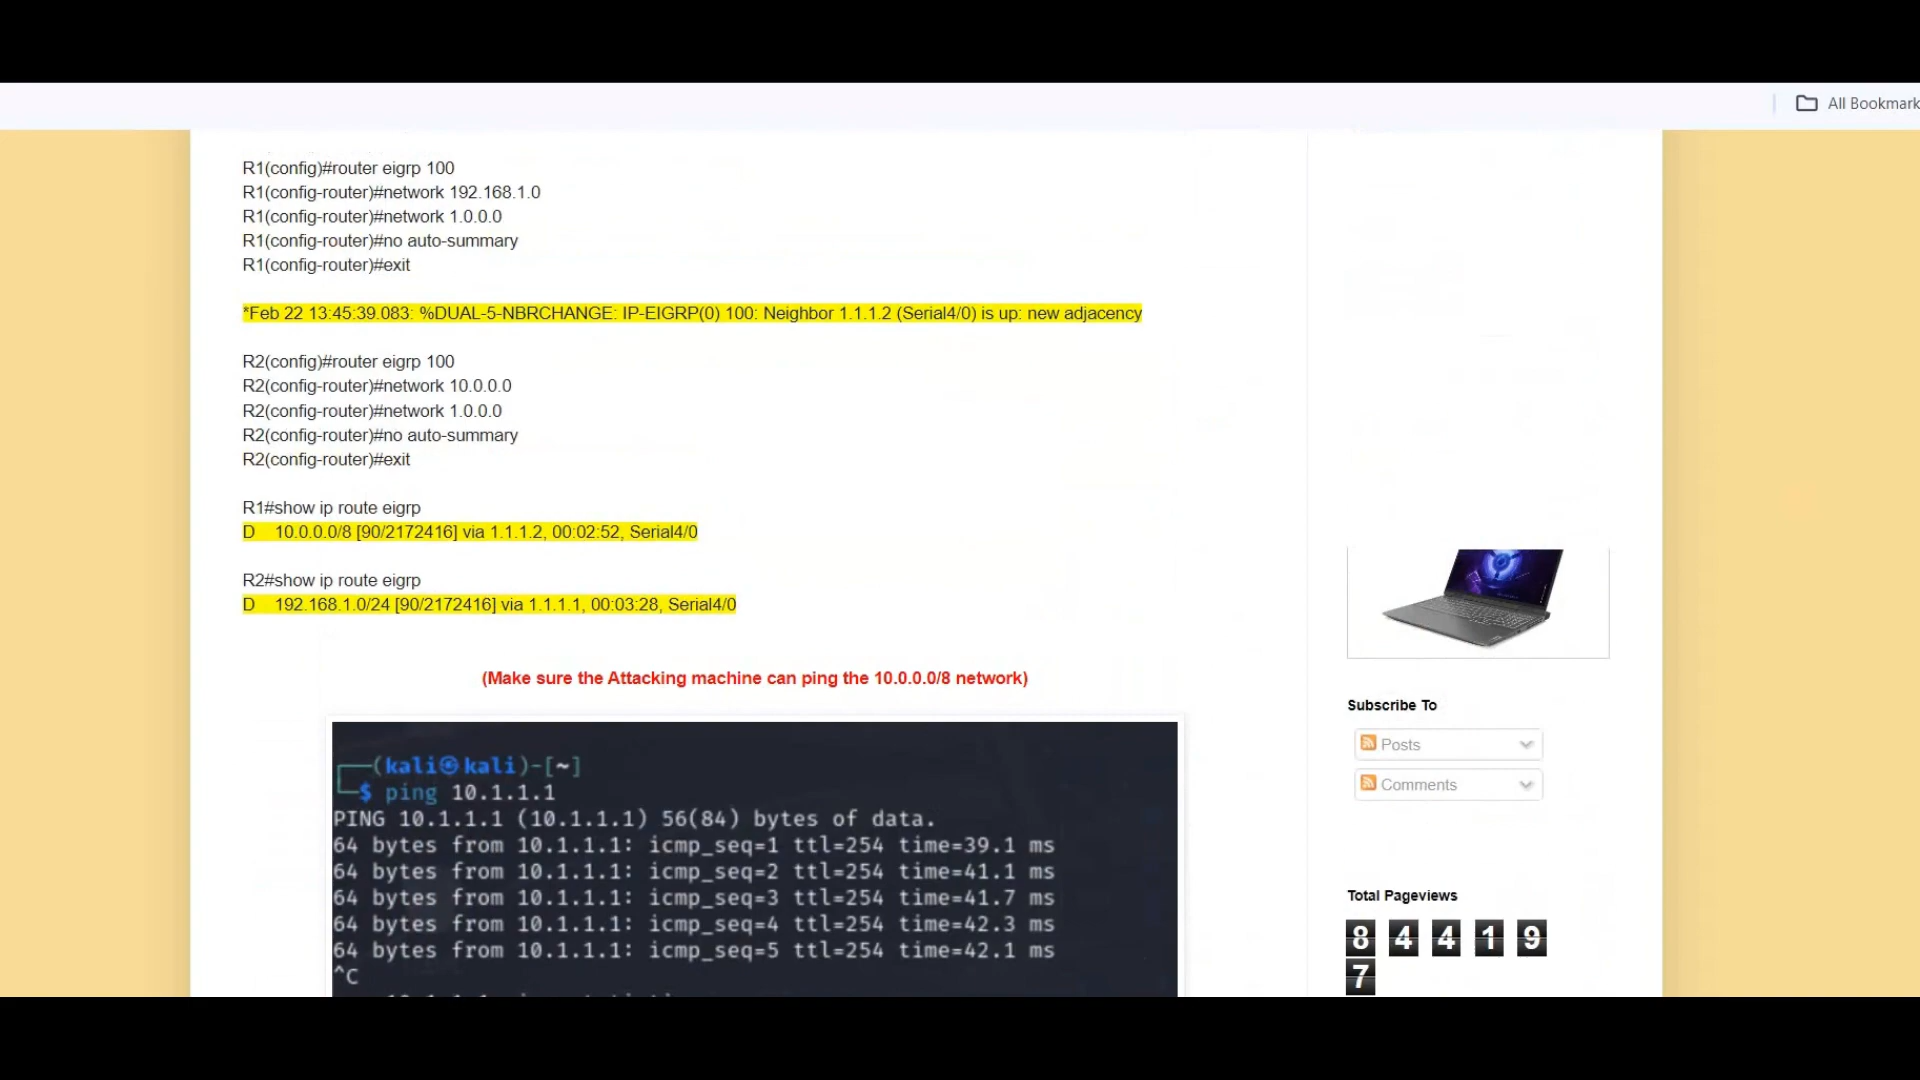 All Bookmark
R1(config)#router eigrp 100
R1(config-router)#network 192.168.1.0
R1(config-router)#network 1.0.0.0
R1(config-router)#no auto-summary
R1(config-router)#exit
*Feb 22 13:45:39.083: %DUAL-5-NBRCHANGE: IP-EIGRP(0) 100: Neighbor 1.1.1.2 (Serial4/0) is up: new adjacency
R2(config)#router eigrp 100
R2(config-router)#network 10.0.0.0
R2(config-router)#network 1.0.0.0
R2(config-router)#no auto-summary
R2(config-router)#exit
R1#show ip route eigrp
D    10.0.0.0/8 [90/2172416] via 1.1.1.2, 00:02:52, Serial4/0
R2#show ip route eigrp
D    192.168.1.0/24 [90/2172416] via 1.1.1.1, 00:03:28, Serial4/0
(Make sure the Attacking machine can ping the 10.0.0.0/8 network)
(kali㉿kali)-[~]
$ ping 10.1.1.1
PING 10.1.1.1 (10.1.1.1) 56(84) bytes of data.
64 bytes from 10.1.1.1: icmp_seq=1 ttl=254 time=39.1 ms
64 bytes from 10.1.1.1: icmp_seq=2 ttl=254 time=41.1 ms
64 bytes from 10.1.1.1: icmp_seq=3 ttl=254 time=41.7 ms
64 bytes from 10.1.1.1: icmp_seq=4 ttl=254 time=42.3 ms
64 bytes from 10.1.1.1: icmp_seq=5 ttl=254 time=42.1 ms
^C
Subscribe To
Posts
Comments
Total Pageviews
8 4 4 1 9
7